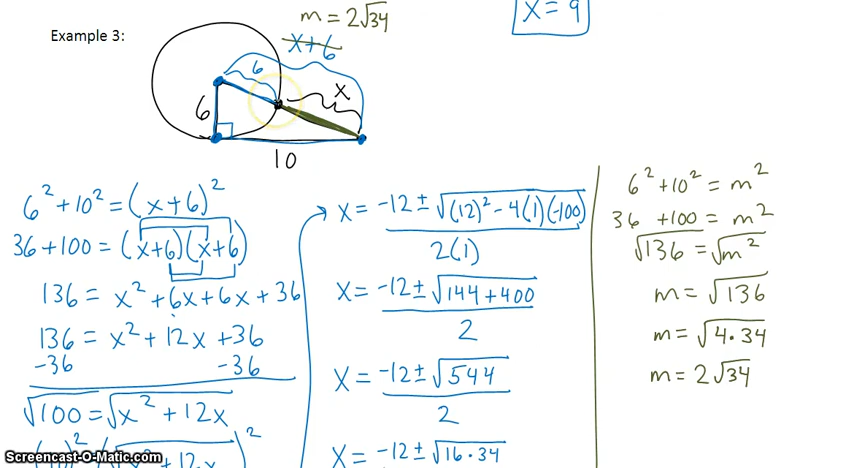 m = 2√34
x = 9
Example 3:
x+6
6
x
6
10
6² + 10² = (x+6)²
36 + 100 = (x+6)(x+6)
136 = x² + 6x + 6x + 36
136 = x² + 12x + 36
-36 -36
√100 = √x² + 12x
x = -12 ± √(12)² - 4(1)(-100)
2(1)
x = -12 ± √144 + 400
2
x = -12 ± √544
2
x = -12 ± √16 · 34
6² + 10² = m²
36 + 100 = m²
√136 = √m²
m = √136
m = √4 · 34
m = 2√34
Screencast-O-Matic.com